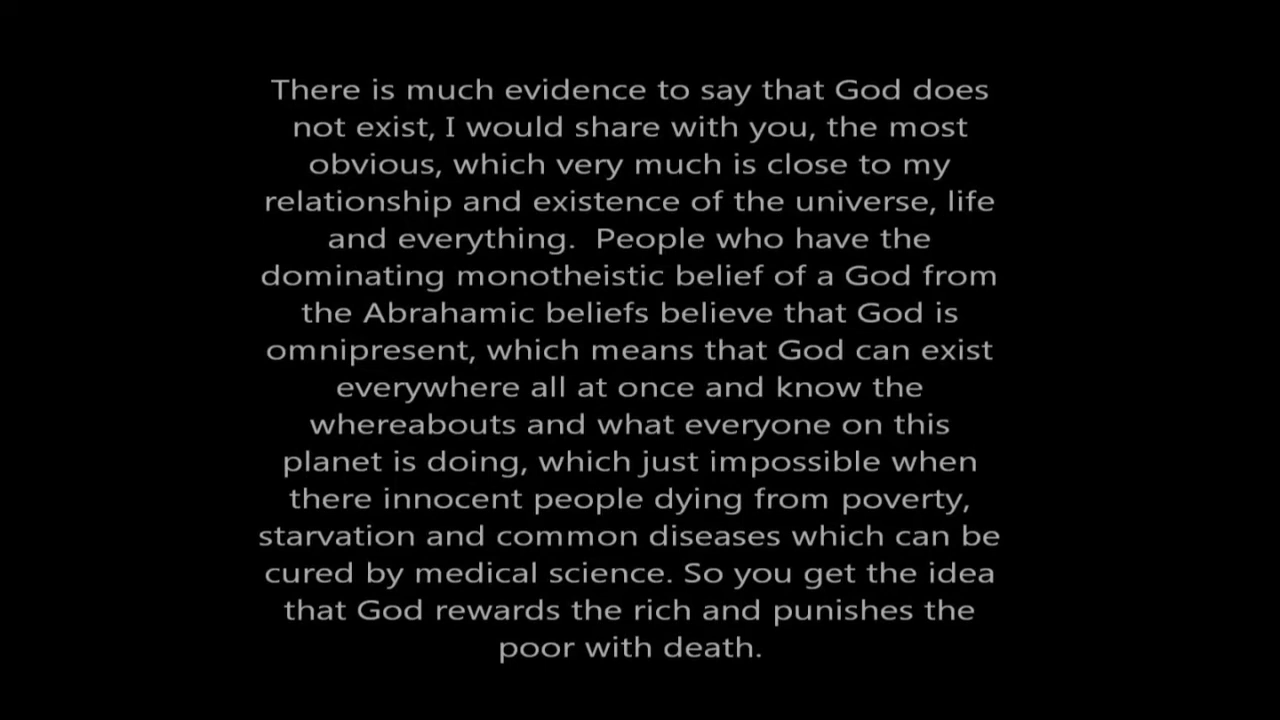 There is much evidence to say that God does
not exist, I would share with you, the most
obvious, which very much is close to my
relationship and existence of the universe, life
and everything.  People who have the
dominating monotheistic belief of a God from
the Abrahamic beliefs believe that God is
omnipresent, which means that God can exist
everywhere all at once and know the
whereabouts and what everyone on this
planet is doing, which just impossible when
there innocent people dying from poverty,
starvation and common diseases which can be
cured by medical science. So you get the idea
that God rewards the rich and punishes the
poor with death.